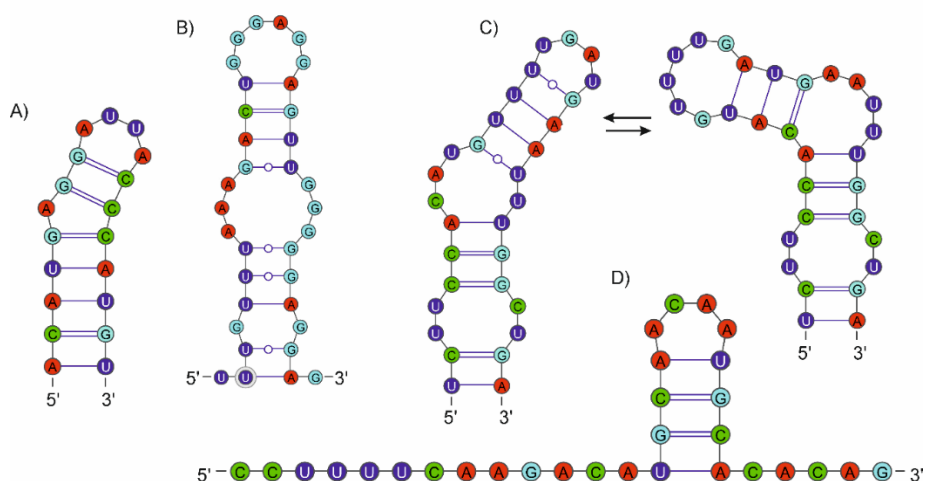 A)
5' A C A U G A G G A U U A C C C A U G U 3'
B)
5' U U U G U U U A A A G A C U G G G A G G A G U U G G G G G A G G A G 3'
C)
5' U C U U C C A C A U G U U U U G A U G A A U U U G G C U G A 3'
5' U C U U C C A C A U G U U U U G A U G A A U U U G G C U G A 3'
D)
5' C C U U U U C A A G A C A U G C A A C A A U G C A C A C A G 3'